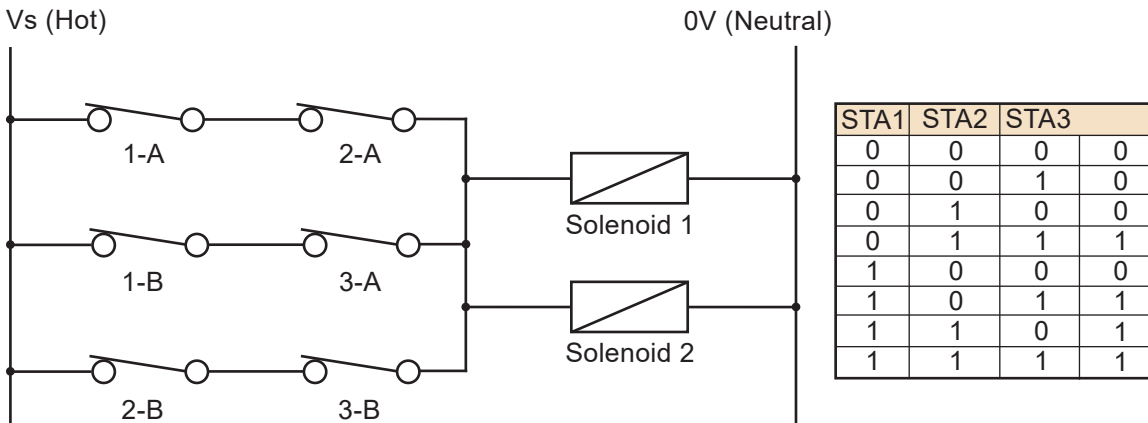 Vs (Hot)
0V (Neutral)
1-A
2-A
Solenoid 1
1-B
3-A
Solenoid 2
2-B
3-B
STA1 STA2 STA3
0 0 0 0
0 0 1 0
0 1 0 0
0 1 1 1
1 0 0 0
1 0 1 1
1 1 0 1
1 1 1 1